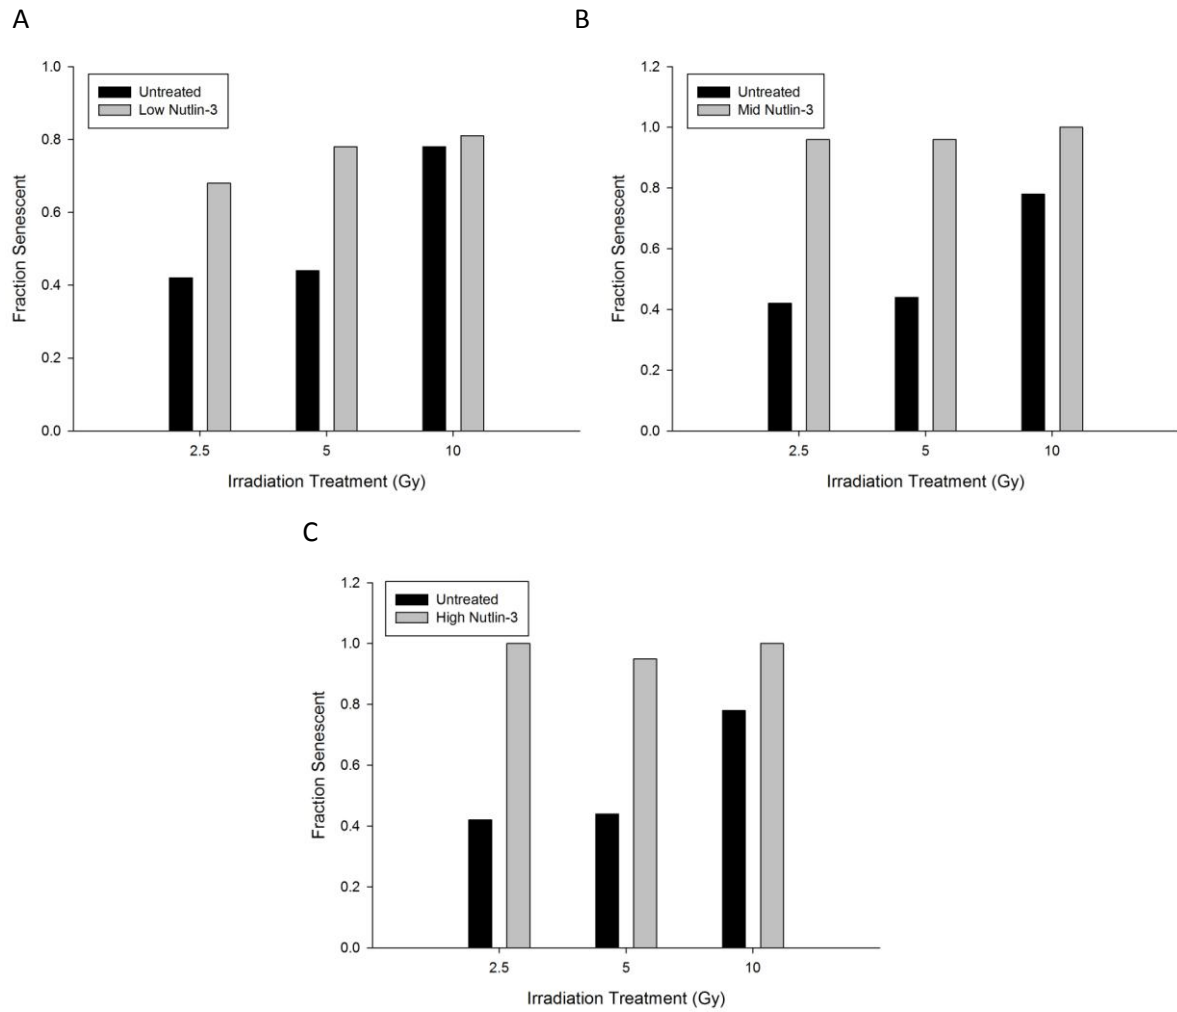 A
B
1.0
0.8
0.6
0.4
0.2
0.0
Fraction Senescent
Untreated
Low Nutlin-3
2.5 5 10
Irradiation Treatment (Gy)
1.2
1.0
0.8
0.6
0.4
0.2
0.0
Fraction Senescent
Untreated
Mid Nutlin-3
2.5 5 10
Irradiation Treatment (Gy)
C
1.2
1.0
0.8
0.6
0.4
0.2
0.0
Fraction Senescent
Untreated
High Nutlin-3
2.5 5 10
Irradiation Treatment (Gy)